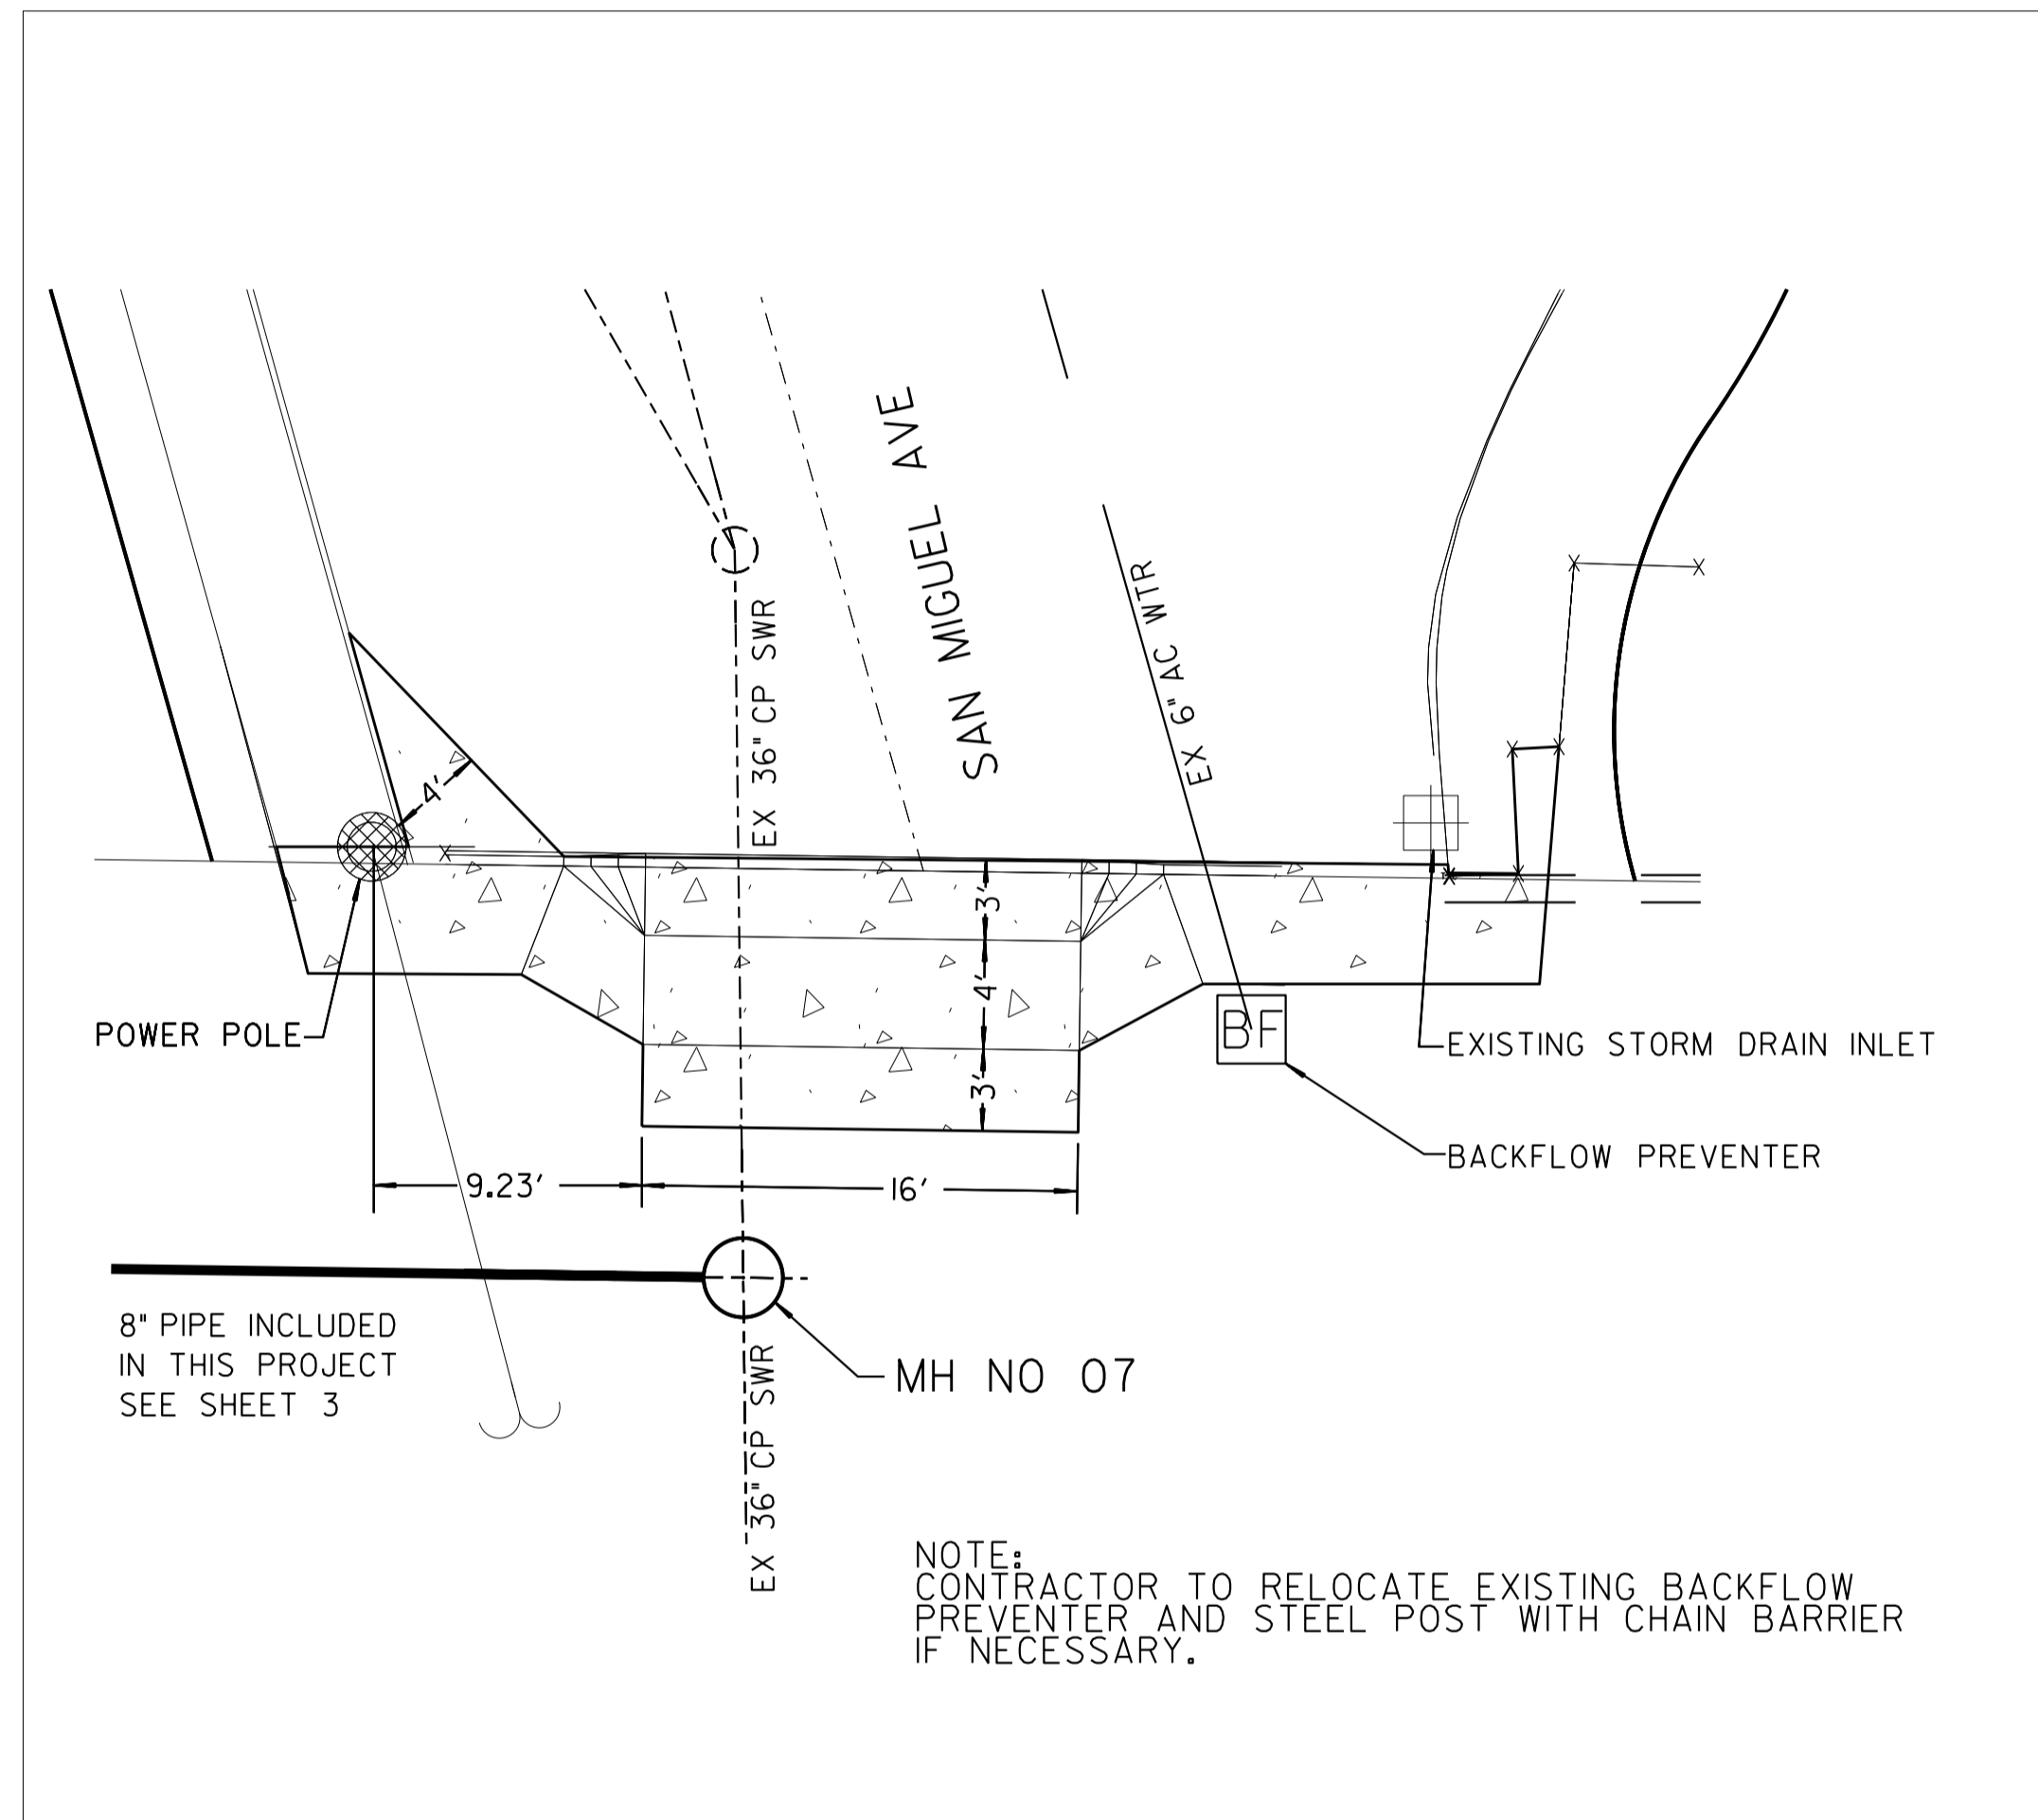 SAN MIGUEL AVE
EX 36" CP SWR
EX 6" AC WTR
4'
3'
4'
3'
POWER POLE
BF
EXISTING STORM DRAIN INLET
BACKFLOW PREVENTER
9.23'
16'
8" PIPE INCLUDED
IN THIS PROJECT
SEE SHEET 3
MH NO 07
EX 36" CP SWR
NOTE:
CONTRACTOR TO RELOCATE EXISTING BACKFLOW
PREVENTER AND STEEL POST WITH CHAIN BARRIER
IF NECESSARY.